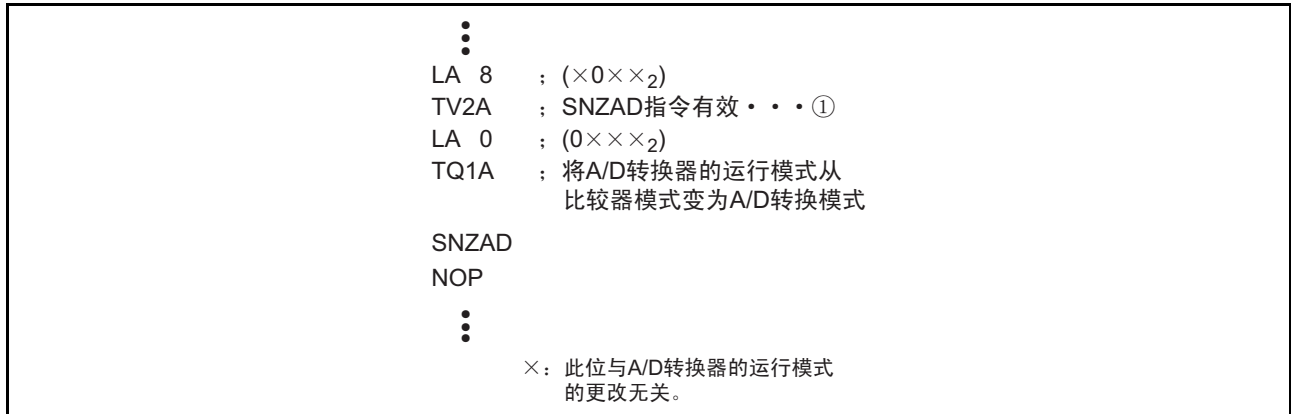 LA 8 ；(×0××₂)
TV2A ；SNZAD指令有效・・・①
LA 0 ；(0×××₂)
TQ1A ；将A/D转换器的运行模式从
比较器模式变为A/D转换模式
SNZAD
NOP
×：此位与A/D转换器的运行模式
的更改无关。